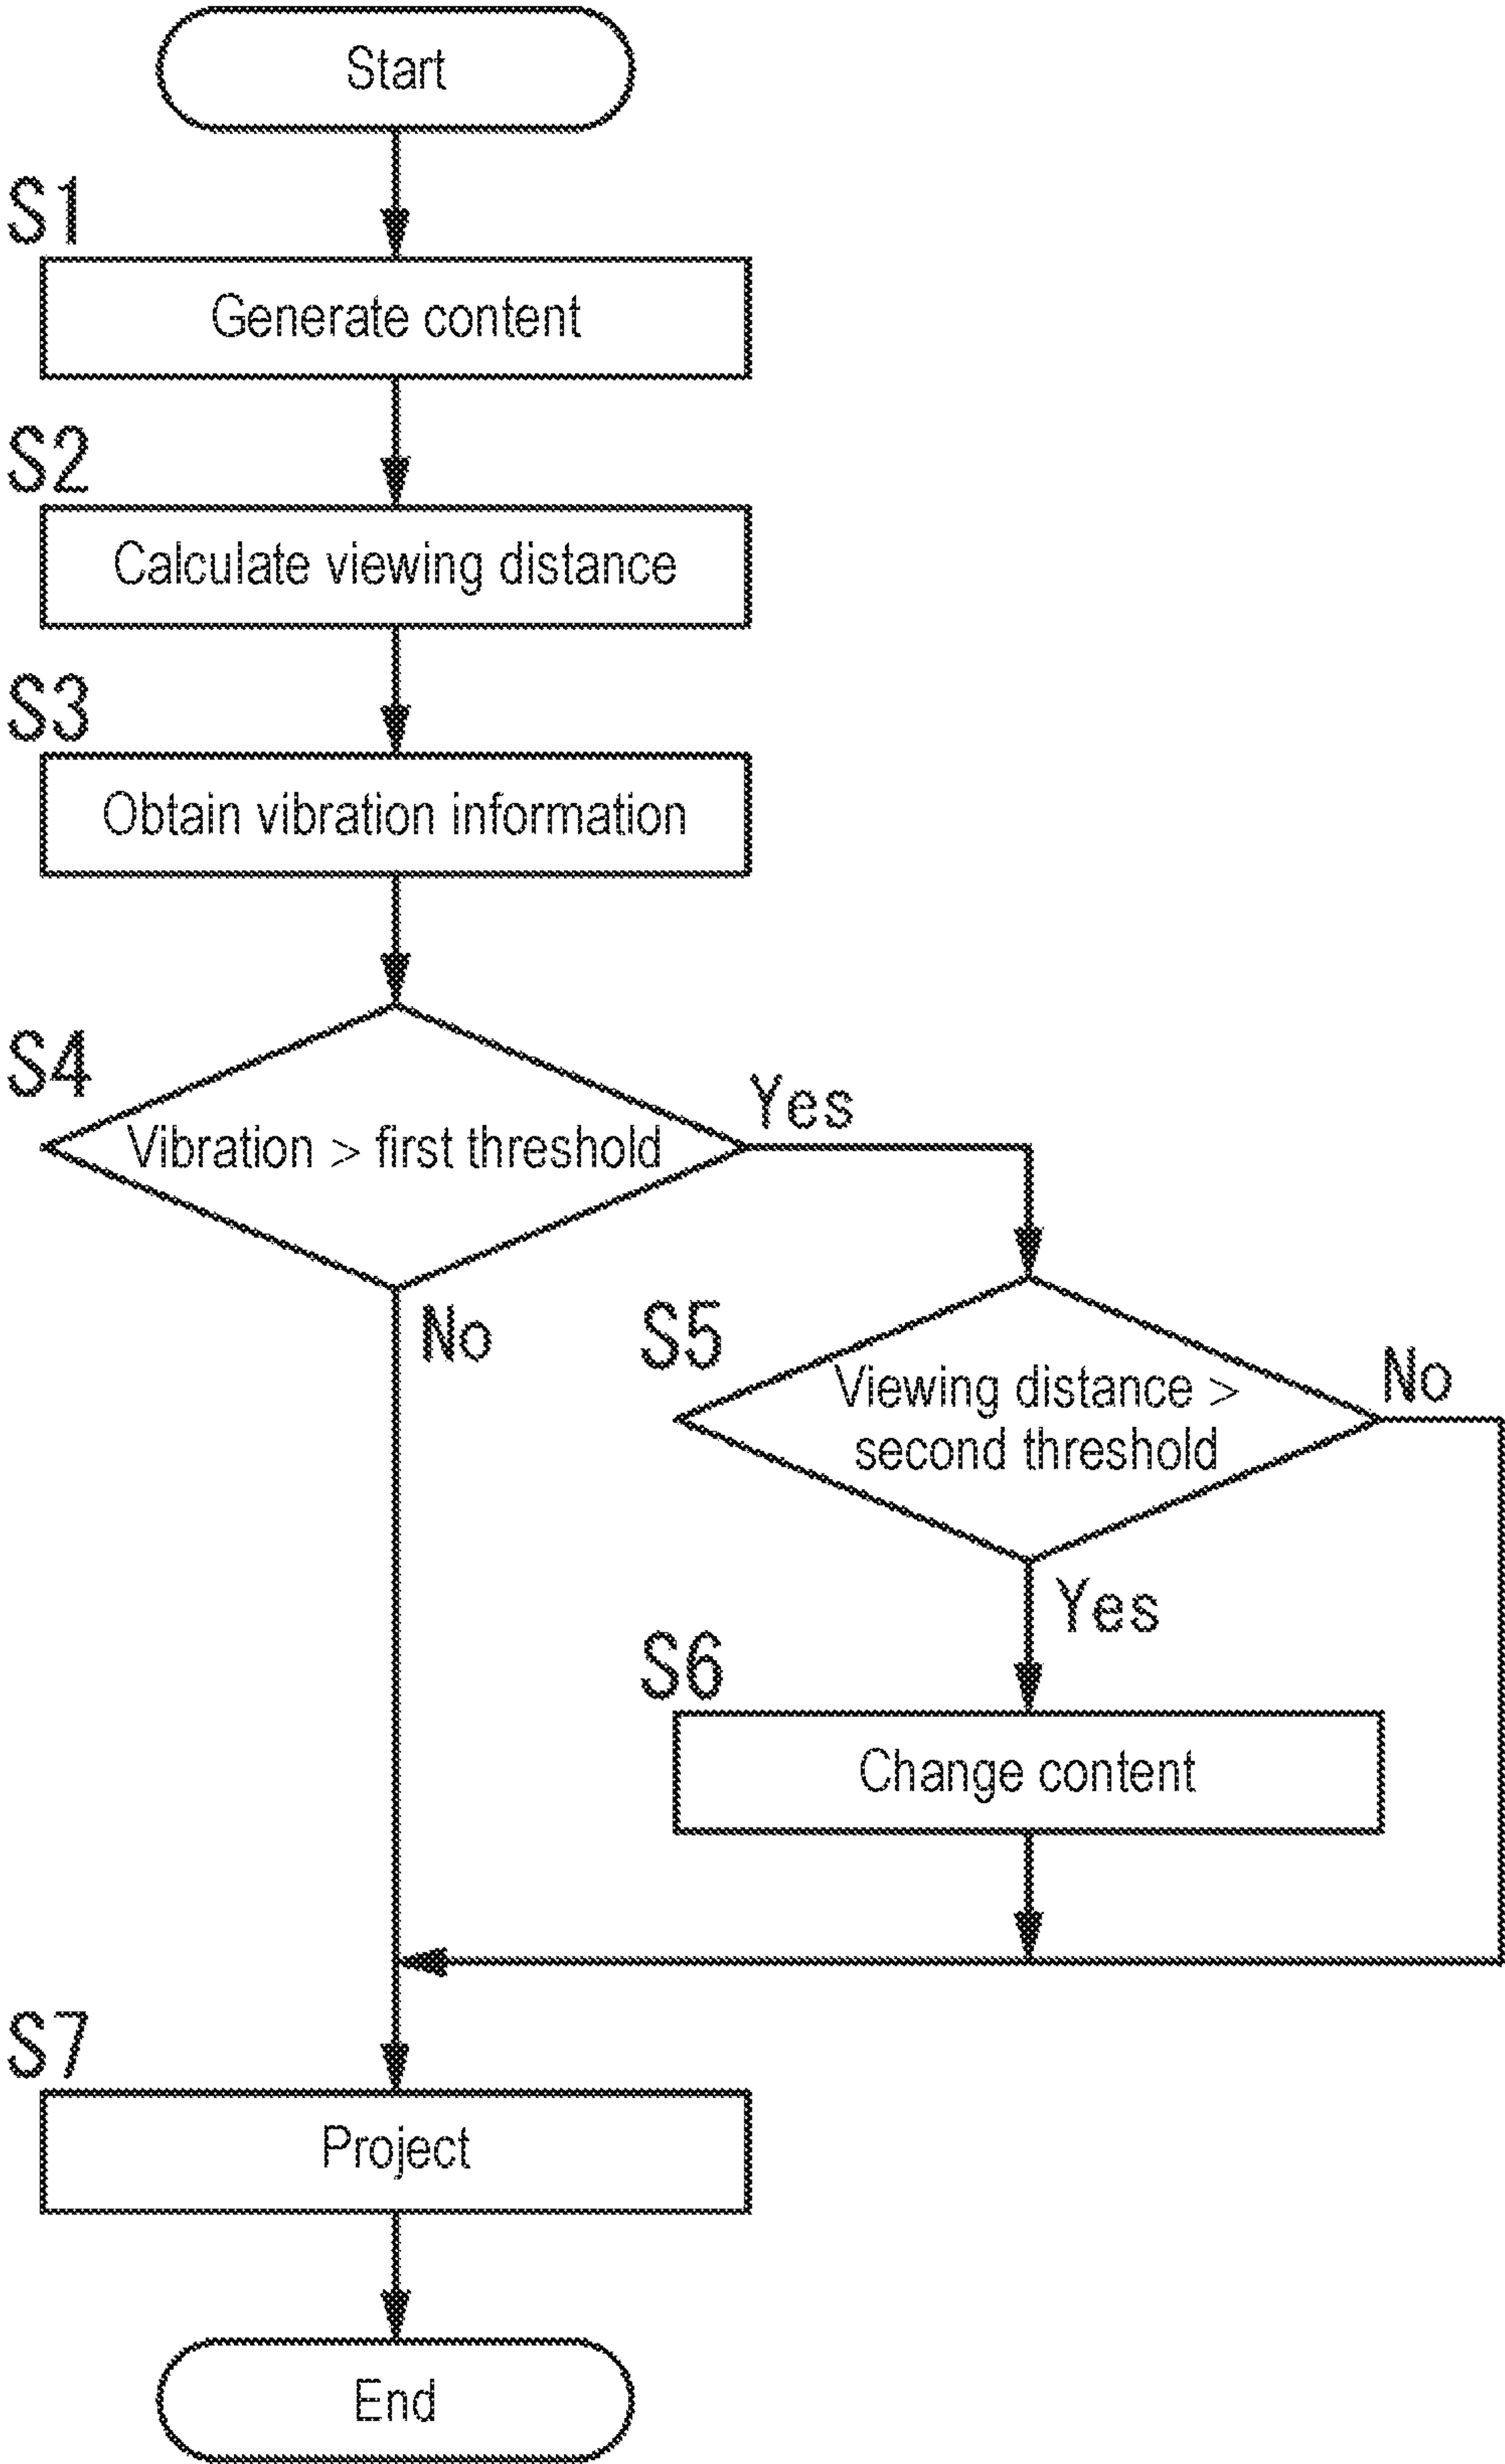 Start
S1
Generate content
S2
Calculate viewing distance
S3
Obtain vibration information
S4
Vibration > first threshold
Yes
No
S5
Viewing distance >
second threshold
No
Yes
S6
Change content
S7
Project
End